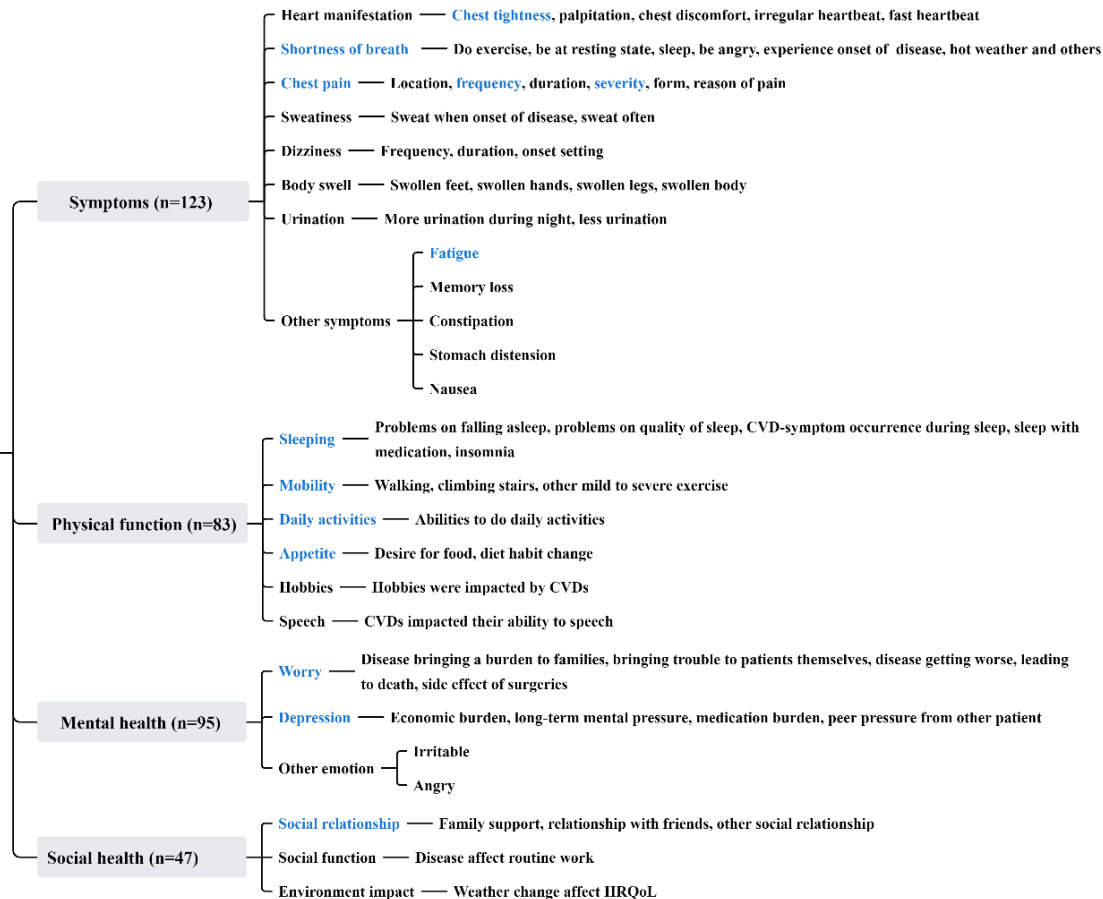 Heart manifestation Chest tightness, palpitation, chest discomfort, irregular heartbeat, fast heartbeat
Shortness of breath Do exercise, be at resting state, sleep, be angry, experience onset of disease, hot weather and others
Chest pain Location, frequency, duration, severity, form, reason of pain
Sweatiness Sweat when onset of disease, sweat often
Dizziness Frequency, duration, onset setting
Body swell Swollen feet, swollen hands, swollen legs, swollen body
Symptoms (n=123)
Urination More urination during night, less urination
Other symptoms
Fatigue
Memory loss
Constipation
Stomach distension
Nausea
Physical function (n=83)
Sleeping Problems on falling asleep, problems on quality of sleep, CVD-symptom occurrence during sleep, sleep with
medication, insomnia
Mobility Walking, climbing stairs, other mild to severe exercise
Daily activities Abilities to do daily activities
Appetite Desire for food, diet habit change
Hobbies Hobbies were impacted by CVDs
Speech CVDs impacted their ability to speech
Mental health (n=95)
Worry Disease bringing a burden to families, bringing trouble to patients themselves, disease getting worse, leading
to death, side effect of surgeries
Depression Economic burden, long-term mental pressure, medication burden, peer pressure from other patient
Other emotion
Irritable
Angry
Social health (n=47)
Social relationship Family support, relationship with friends, other social relationship
Social function Disease affect routine work
Environment impact Weather change affect HRQoL